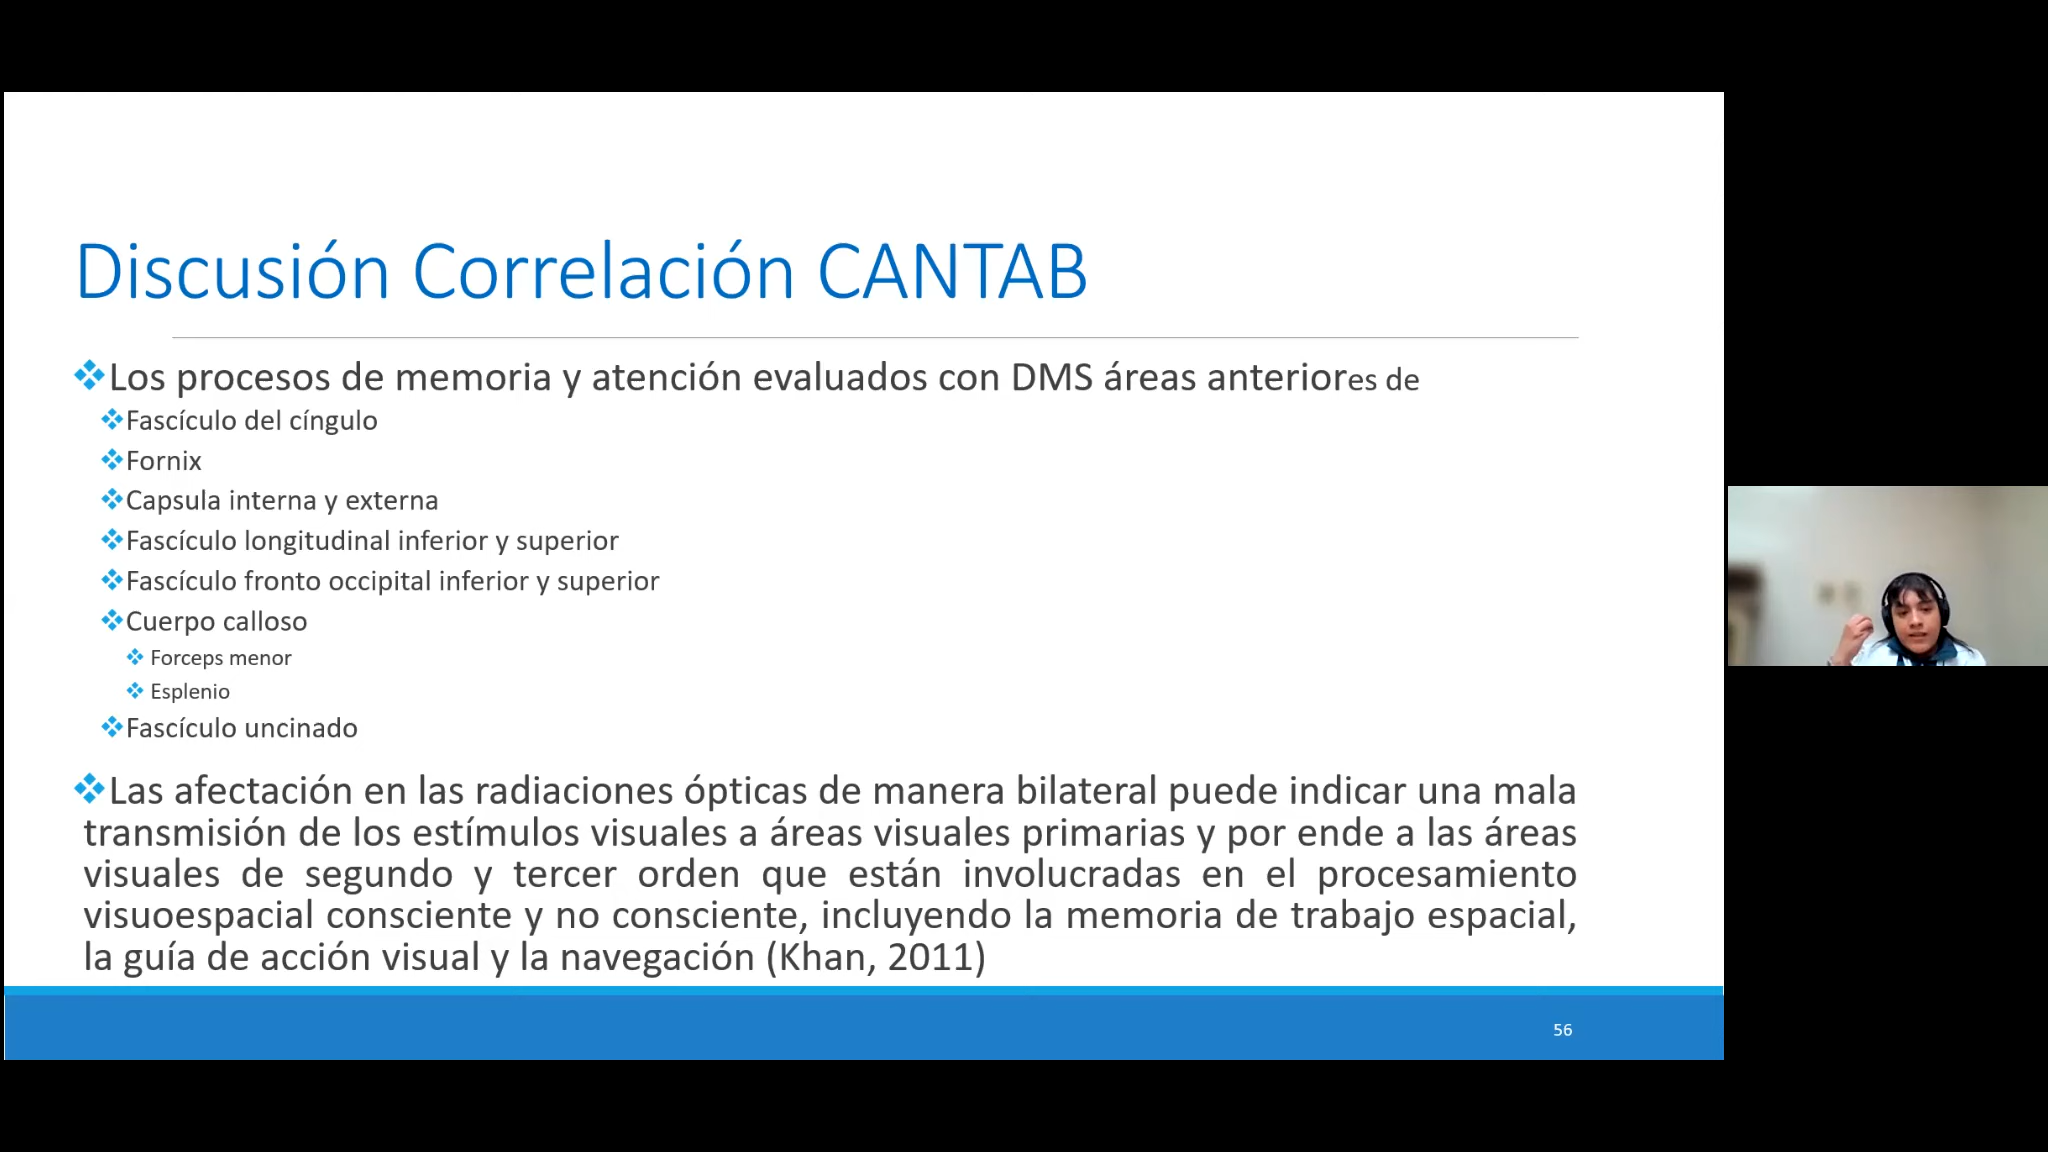 Discusión Correlación CANTAB
Los procesos de memoria y atención evaluados con DMS áreas anteriores de
Fascículo del cíngulo
Fornix
Capsula interna y externa
Fascículo longitudinal inferior y superior
Fascículo fronto occipital inferior y superior
Cuerpo calloso
Forceps menor
Esplenio
Fascículo uncinado
Las afectación en las radiaciones ópticas de manera bilateral puede indicar una mala
transmisión de los estímulos visuales a áreas visuales primarias y por ende a las áreas
visuales de segundo y tercer orden que están involucradas en el procesamiento
visuoespacial consciente y no consciente, incluyendo la memoria de trabajo espacial,
la guía de acción visual y la navegación (Khan, 2011)
56